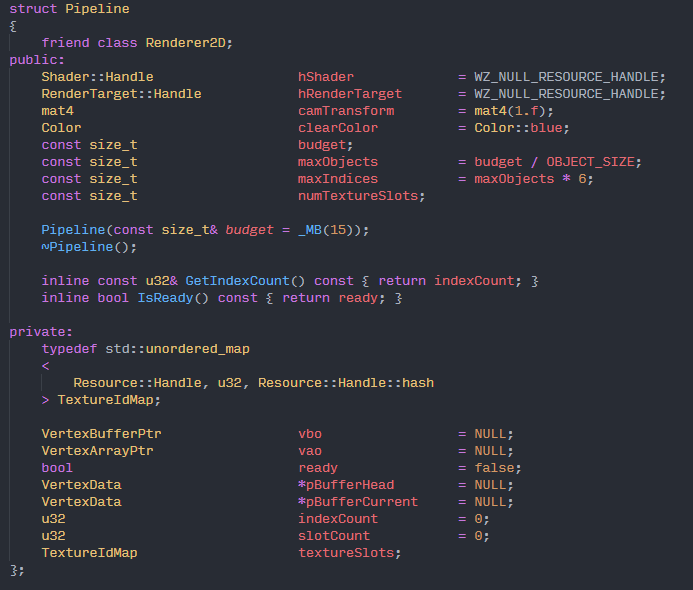 struct Pipeline
{
    friend class Renderer2D;
public:
    Shader::Handle                  hShader             = WZ_NULL_RESOURCE_HANDLE;
    RenderTarget::Handle            hRenderTarget       = WZ_NULL_RESOURCE_HANDLE;
    mat4                            camTransform        = mat4(1.f);
    Color                           clearColor          = Color::blue;
    const size_t                    budget;
    const size_t                    maxObjects          = budget / OBJECT_SIZE;
    const size_t                    maxIndices          = maxObjects * 6;
    const size_t                    numTextureSlots;

    Pipeline(const size_t& budget = _MB(15));
    ~Pipeline();

    inline const u32& GetIndexCount() const { return indexCount; }
    inline bool IsReady() const { return ready; }

private:
    typedef std::unordered_map
    <
        Resource::Handle, u32, Resource::Handle::hash
    > TextureIdMap;

    VertexBufferPtr                 vbo                 = NULL;
    VertexArrayPtr                  vao                 = NULL;
    bool                            ready               = false;
    VertexData                      *pBufferHead        = NULL;
    VertexData                      *pBufferCurrent     = NULL;
    u32                             indexCount          = 0;
    u32                             slotCount           = 0;
    TextureIdMap                    textureSlots;
};